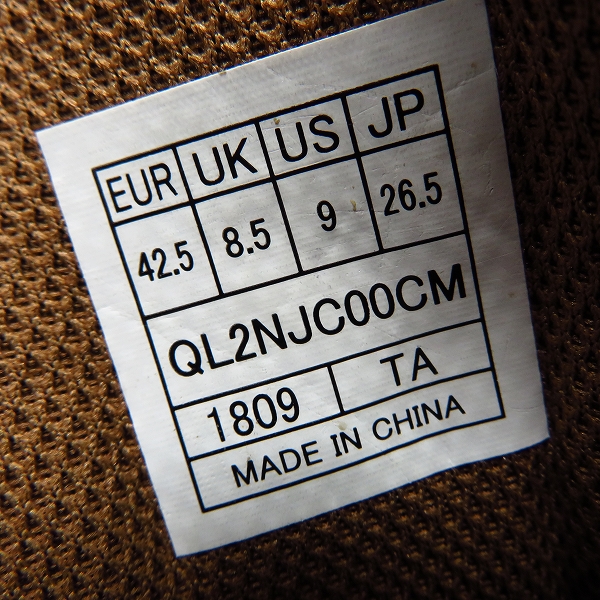 EUR UK US JP
42.5 8.5 9 26.5
QL2NJC00CM
1809 TA
MADE IN CHINA